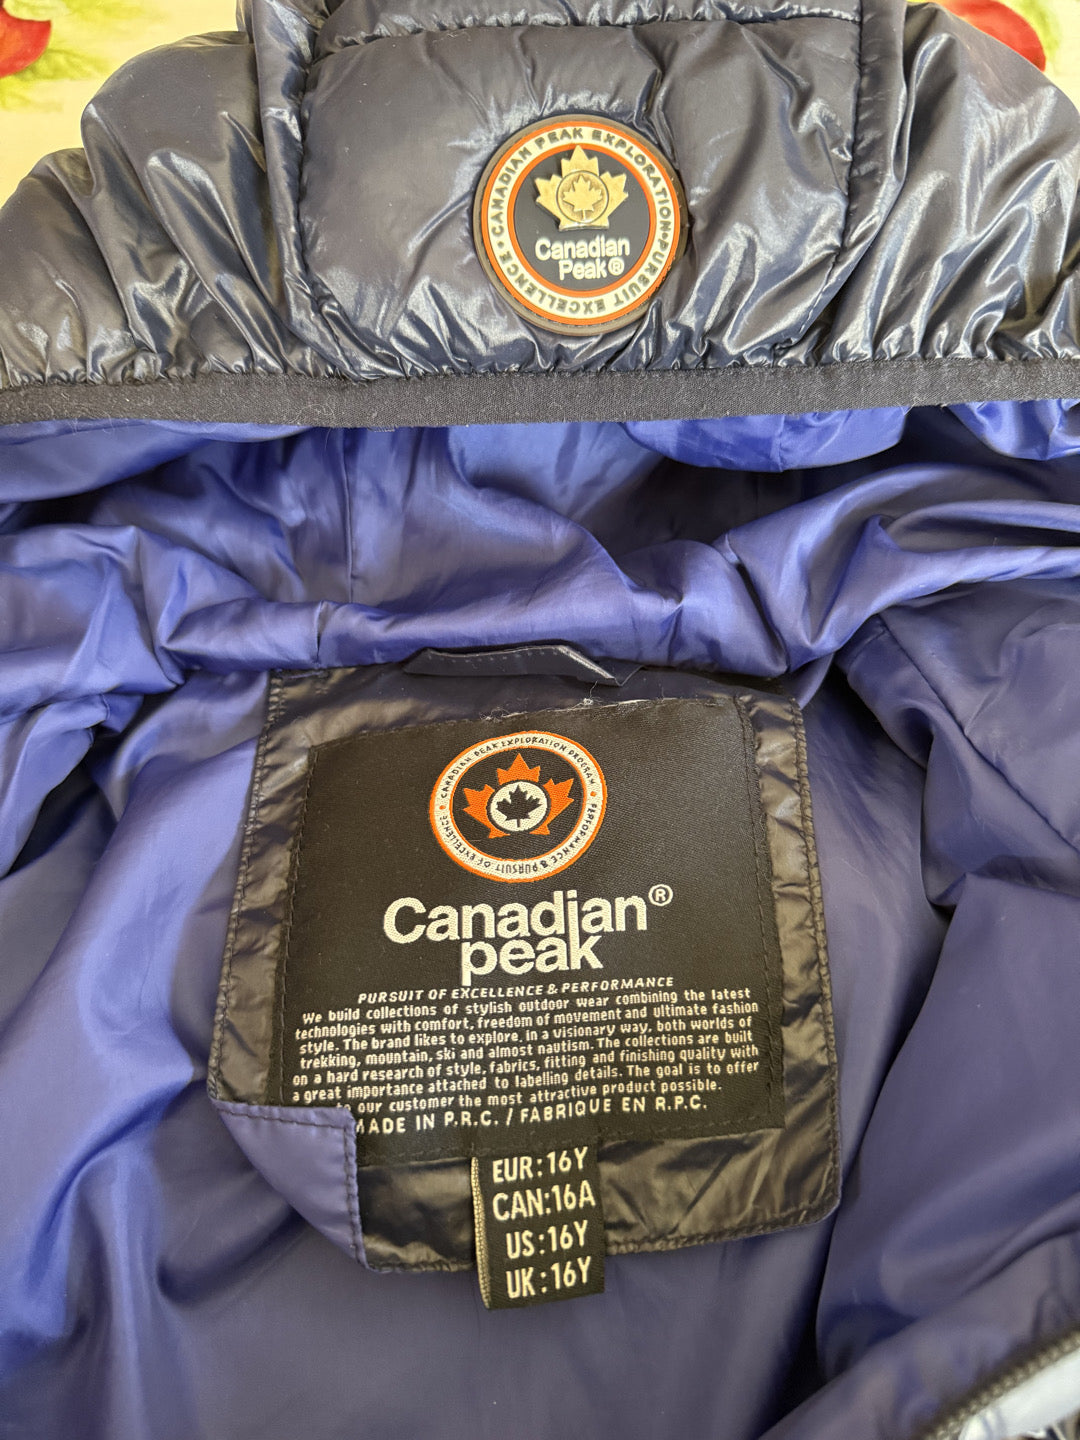 CANADIAN PEAK EXPLORATION • PURSUIT EXCELLENCE •
Canadian
Peak®
CANADIAN PEAK EXPLORATION PROGRAM • PERFORMANCE & PURSUIT OF EXCELLENCE •
Canadian®
peak
PURSUIT OF EXCELLENCE & PERFORMANCE
We build collections of stylish outdoor wear combining the latest
technologies with comfort, freedom of movement and ultimate fashion
style. The brand likes to explore, in a visionary way, both worlds of
trekking, mountain, ski and almost nautism. The collections are built
on a hard research of style, fabrics, fitting and finishing quality with
a great importance attached to labelling details. The goal is to offer
to our customer the most attractive product possible.
MADE IN P.R.C. / FABRIQUE EN R.P.C.
EUR:16Y
CAN:16A
US:16Y
UK:16Y